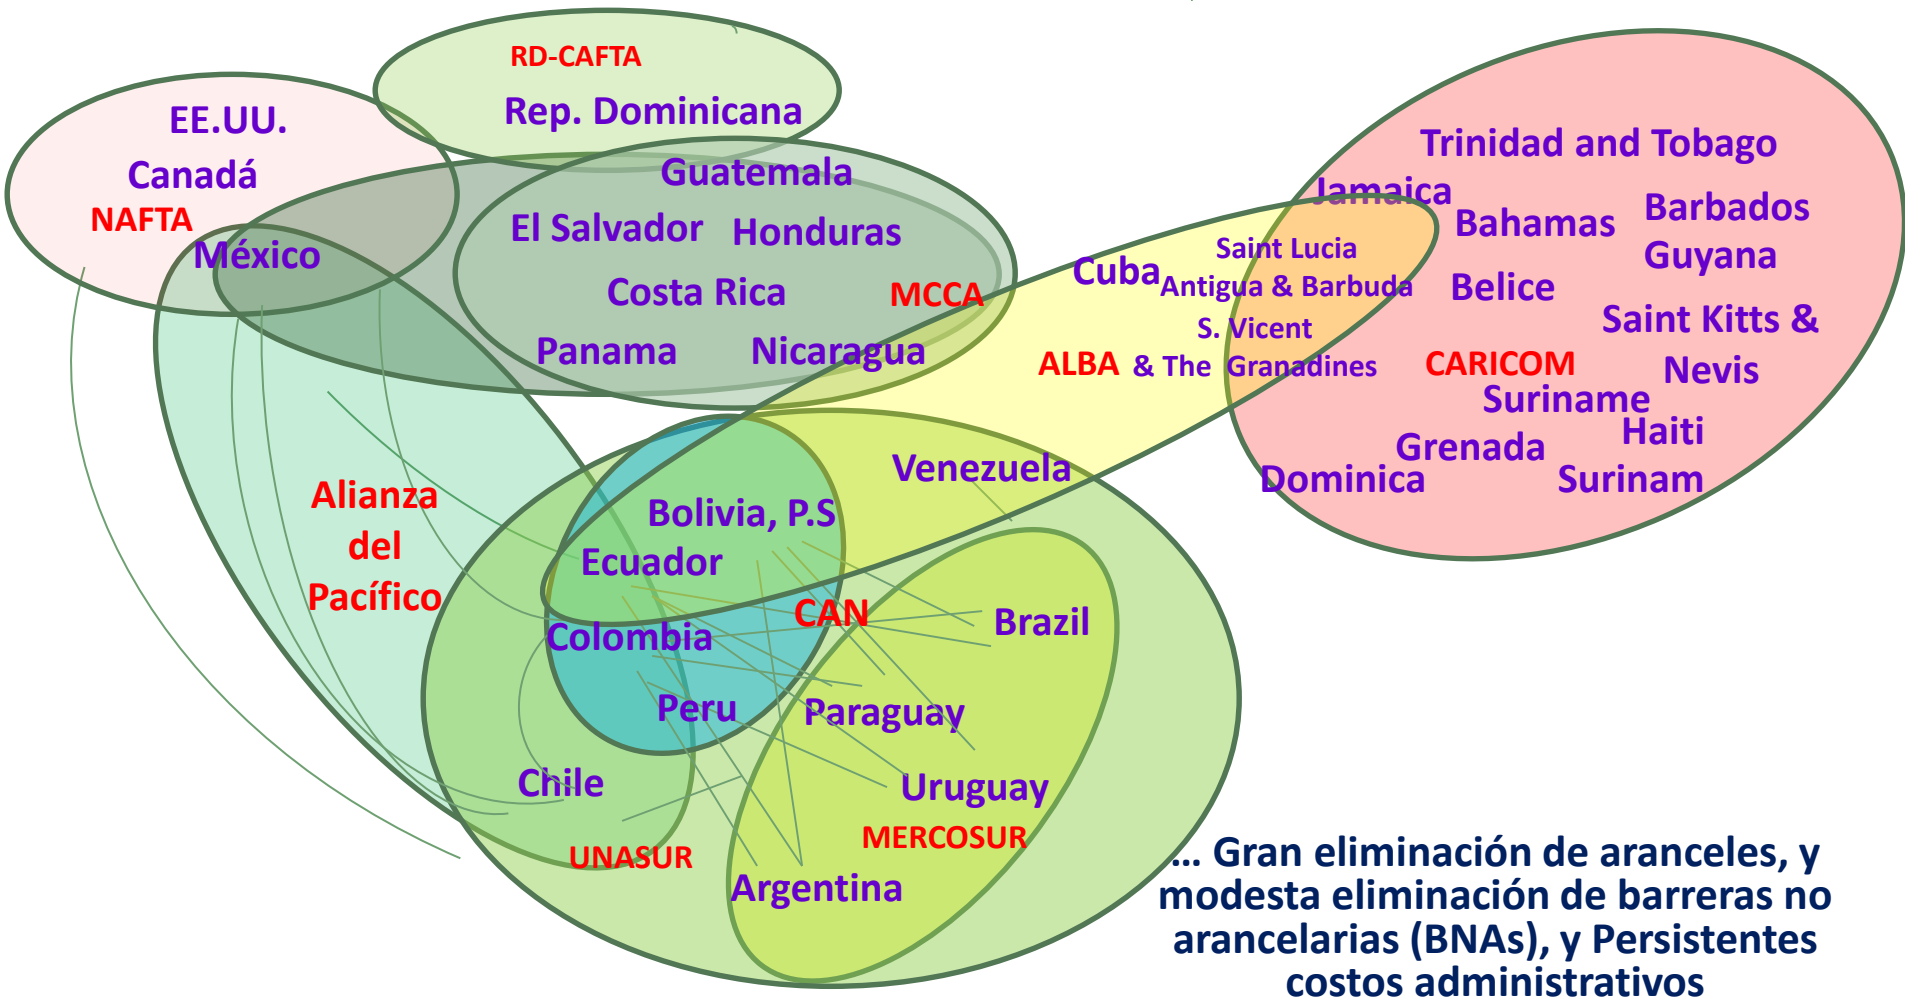 RD-CAFTA
Rep. Dominicana
EE.UU.
Canadá
NAFTA
México
Guatemala
El Salvador
Honduras
Costa Rica
MCCA
Panama
Nicaragua
Cuba
Saint Lucia
Antigua & Barbuda
S. Vicent
ALBA
& The Granadines
Trinidad and Tobago
Jamaica
Bahamas
Barbados
Guyana
Belice
Saint Kitts &
Nevis
CARICOM
Suriname
Haiti
Grenada
Dominica
Surinam
Alianza
del
Pacífico
Venezuela
Bolivia, P.S
Ecuador
CAN
Colombia
Brazil
Peru
Paraguay
Chile
Uruguay
MERCOSUR
UNASUR
Argentina
... Gran eliminación de aranceles, y
modesta eliminación de barreras no
arancelarias (BNAs), y Persistentes
costos administrativos